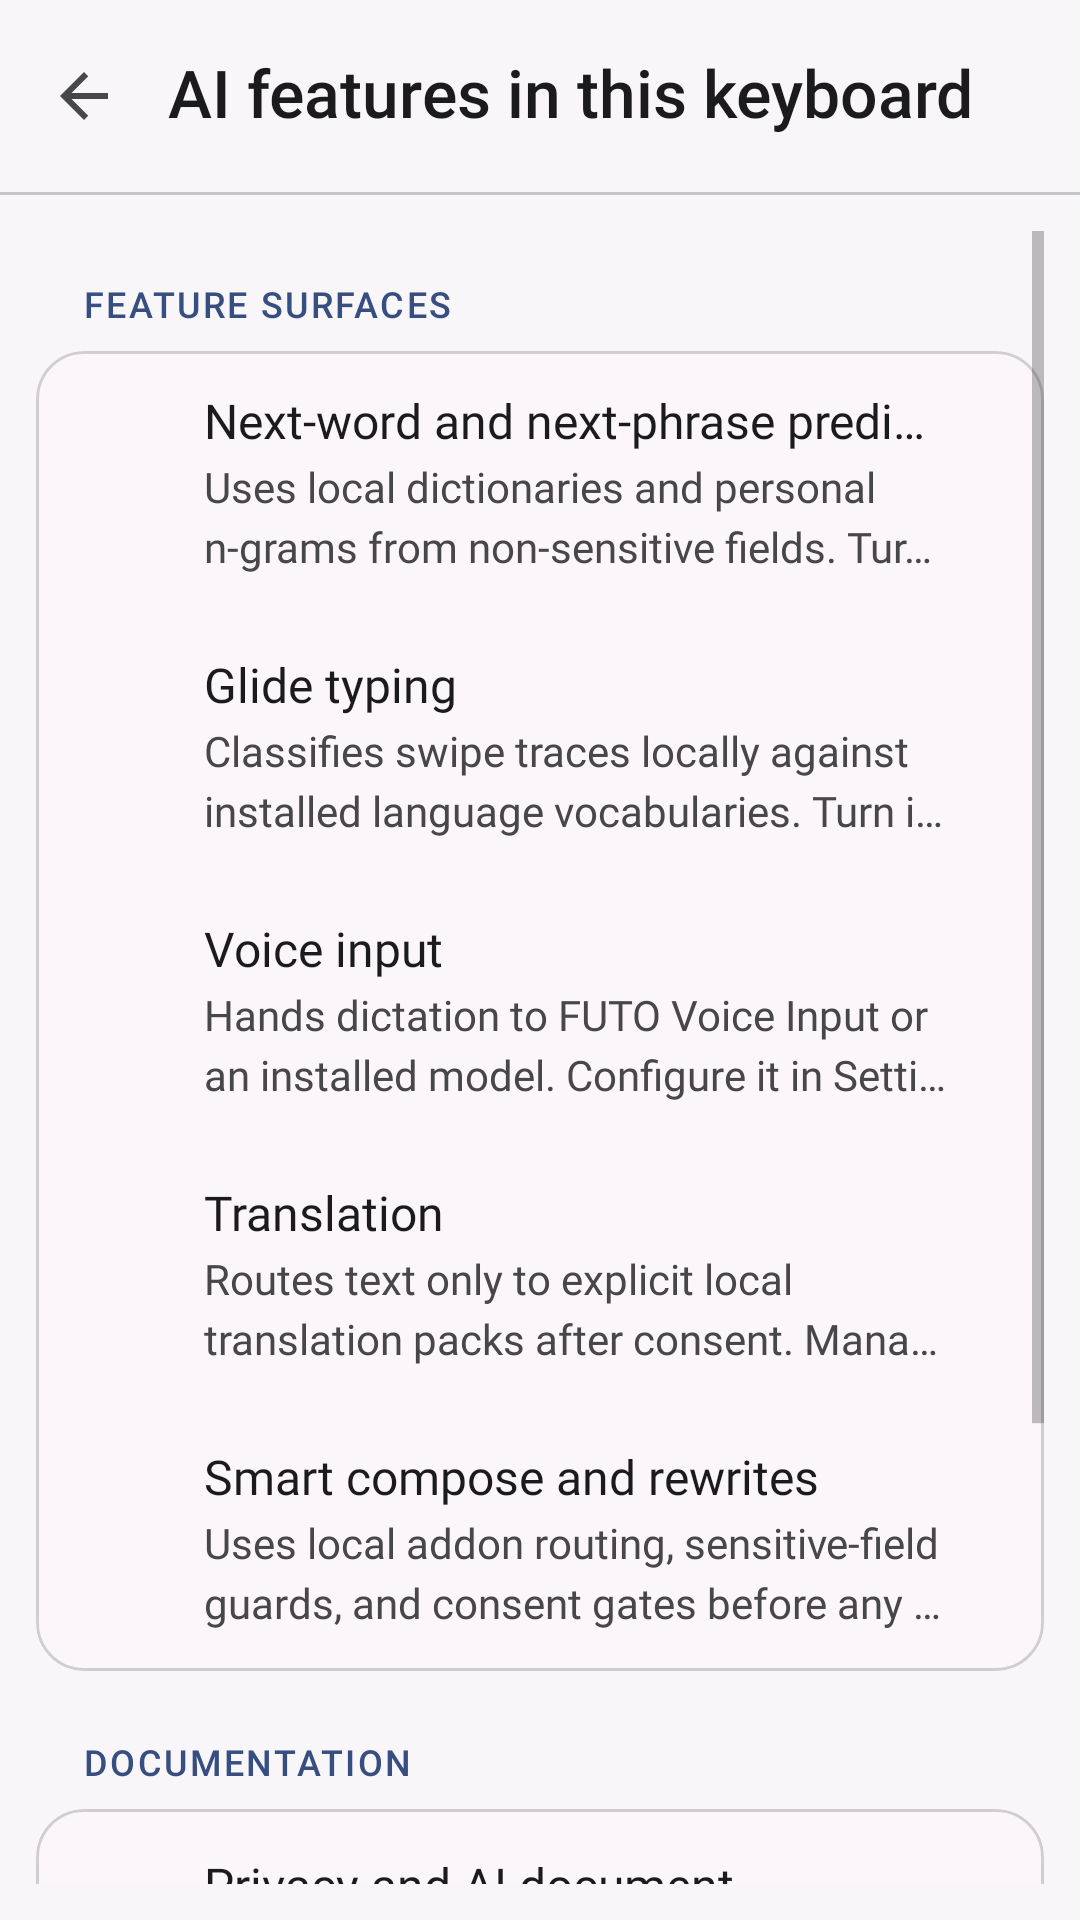 AI features in this keyboard
FEATURE SURFACES
Next-word and next-phrase predi…
Uses local dictionaries and personal
n-grams from non-sensitive fields. Tur…
Glide typing
Classifies swipe traces locally against
installed language vocabularies. Turn i…
Voice input
Hands dictation to FUTO Voice Input or
an installed model. Configure it in Setti…
Translation
Routes text only to explicit local
translation packs after consent. Mana…
Smart compose and rewrites
Uses local addon routing, sensitive-field
guards, and consent gates before any …
DOCUMENTATION
Privacy and AI document